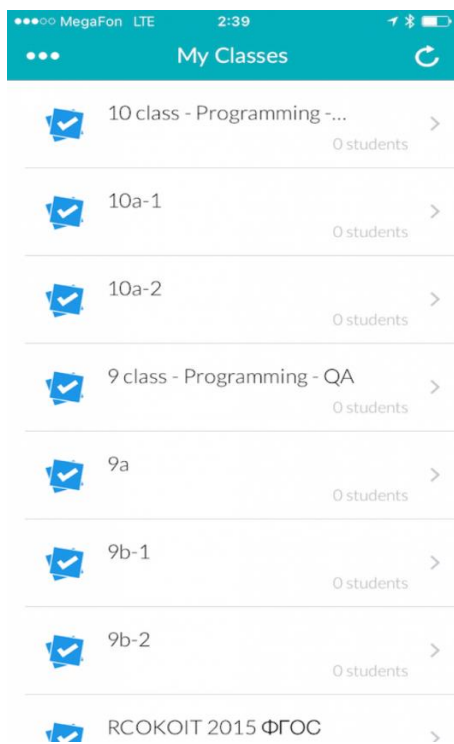 MegaFon LTE 2:39
My Classes
10 class - Programming -...
0 students
10a-1
0 students
10a-2
0 students
9 class - Programming - QA
0 students
9a
0 students
9b-1
0 students
9b-2
0 students
RCOKOIT 2015 ФГОС